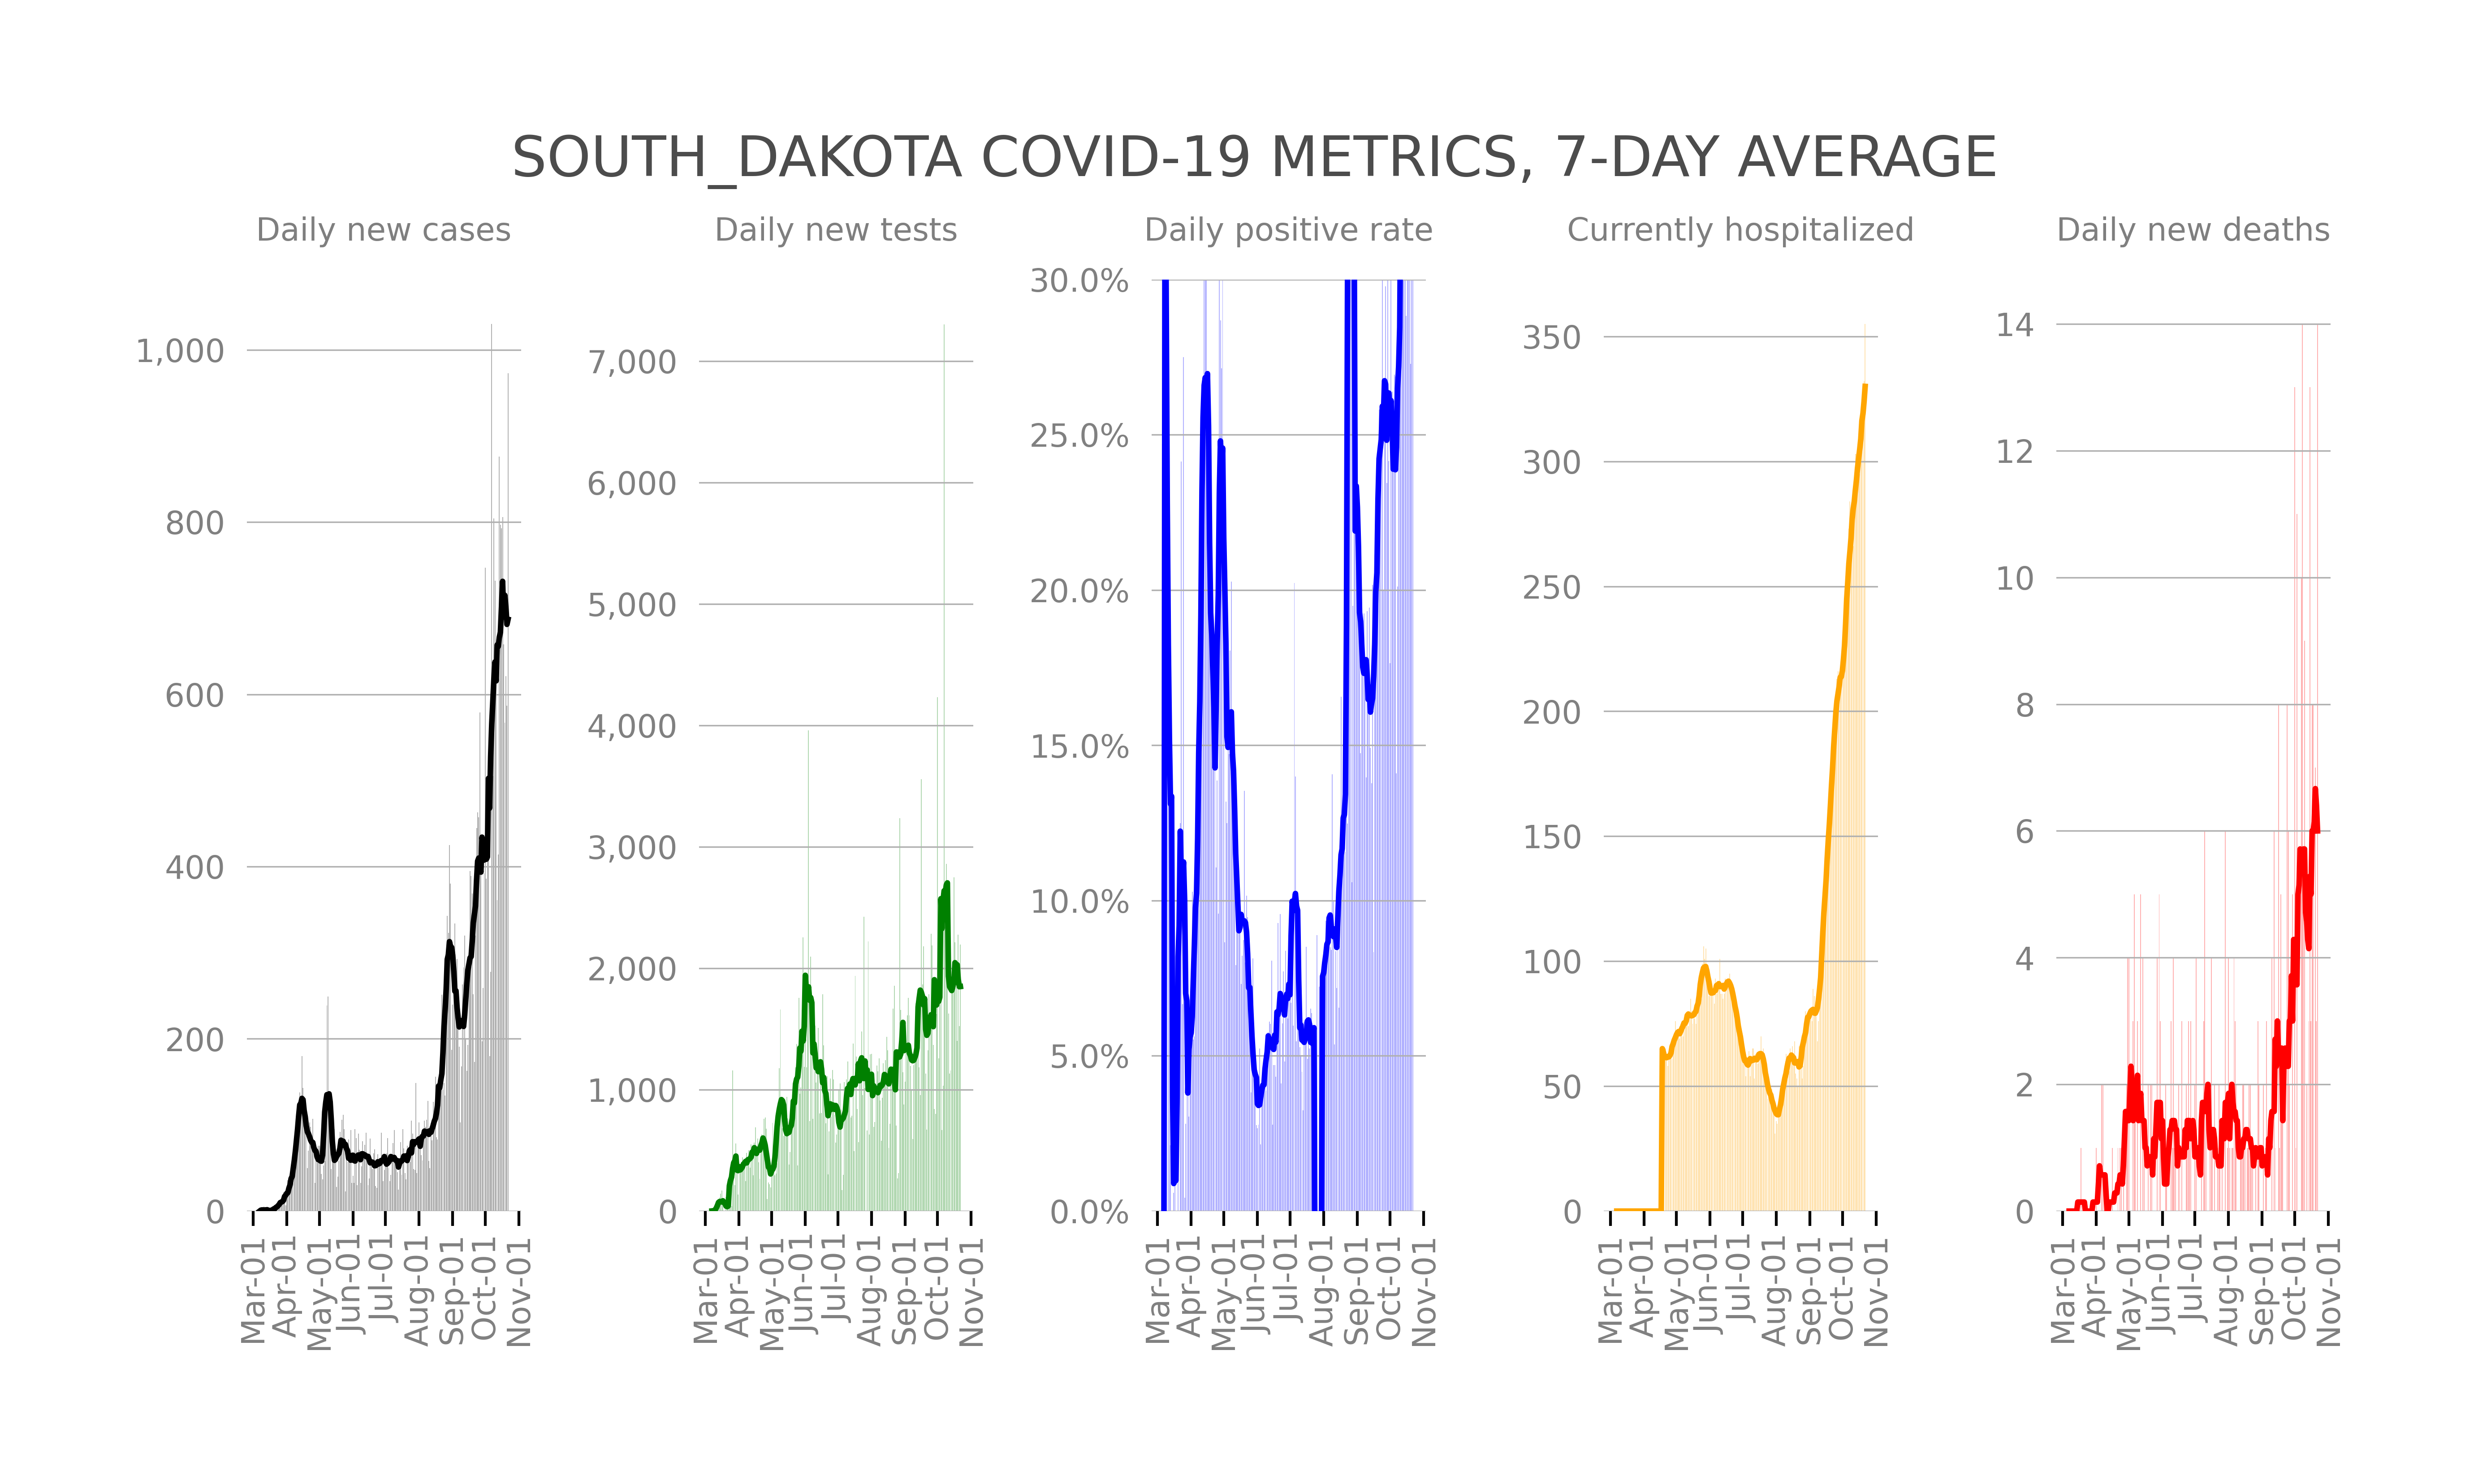 SOUTH_DAKOTA COVID-19 METRICS, 7-DAY AVERAGE
Daily new cases
1,000
800
600
400
200
0
Mar-01
Apr-01
May-01
Jun-01
Jul-01
Aug-01
Sep-01
Oct-01
Nov-01
Daily new tests
7,000
6,000
5,000
4,000
3,000
2,000
1,000
0
Mar-01
Apr-01
May-01
Jun-01
Jul-01
Aug-01
Sep-01
Oct-01
Nov-01
Daily positive rate
30.0%
25.0%
20.0%
15.0%
10.0%
5.0%
0.0%
Mar-01
Apr-01
May-01
Jun-01
Jul-01
Aug-01
Sep-01
Oct-01
Nov-01
Currently hospitalized
350
300
250
200
150
100
50
0
Mar-01
Apr-01
May-01
Jun-01
Jul-01
Aug-01
Sep-01
Oct-01
Nov-01
Daily new deaths
14
12
10
8
6
4
2
0
Mar-01
Apr-01
May-01
Jun-01
Jul-01
Aug-01
Sep-01
Oct-01
Nov-01